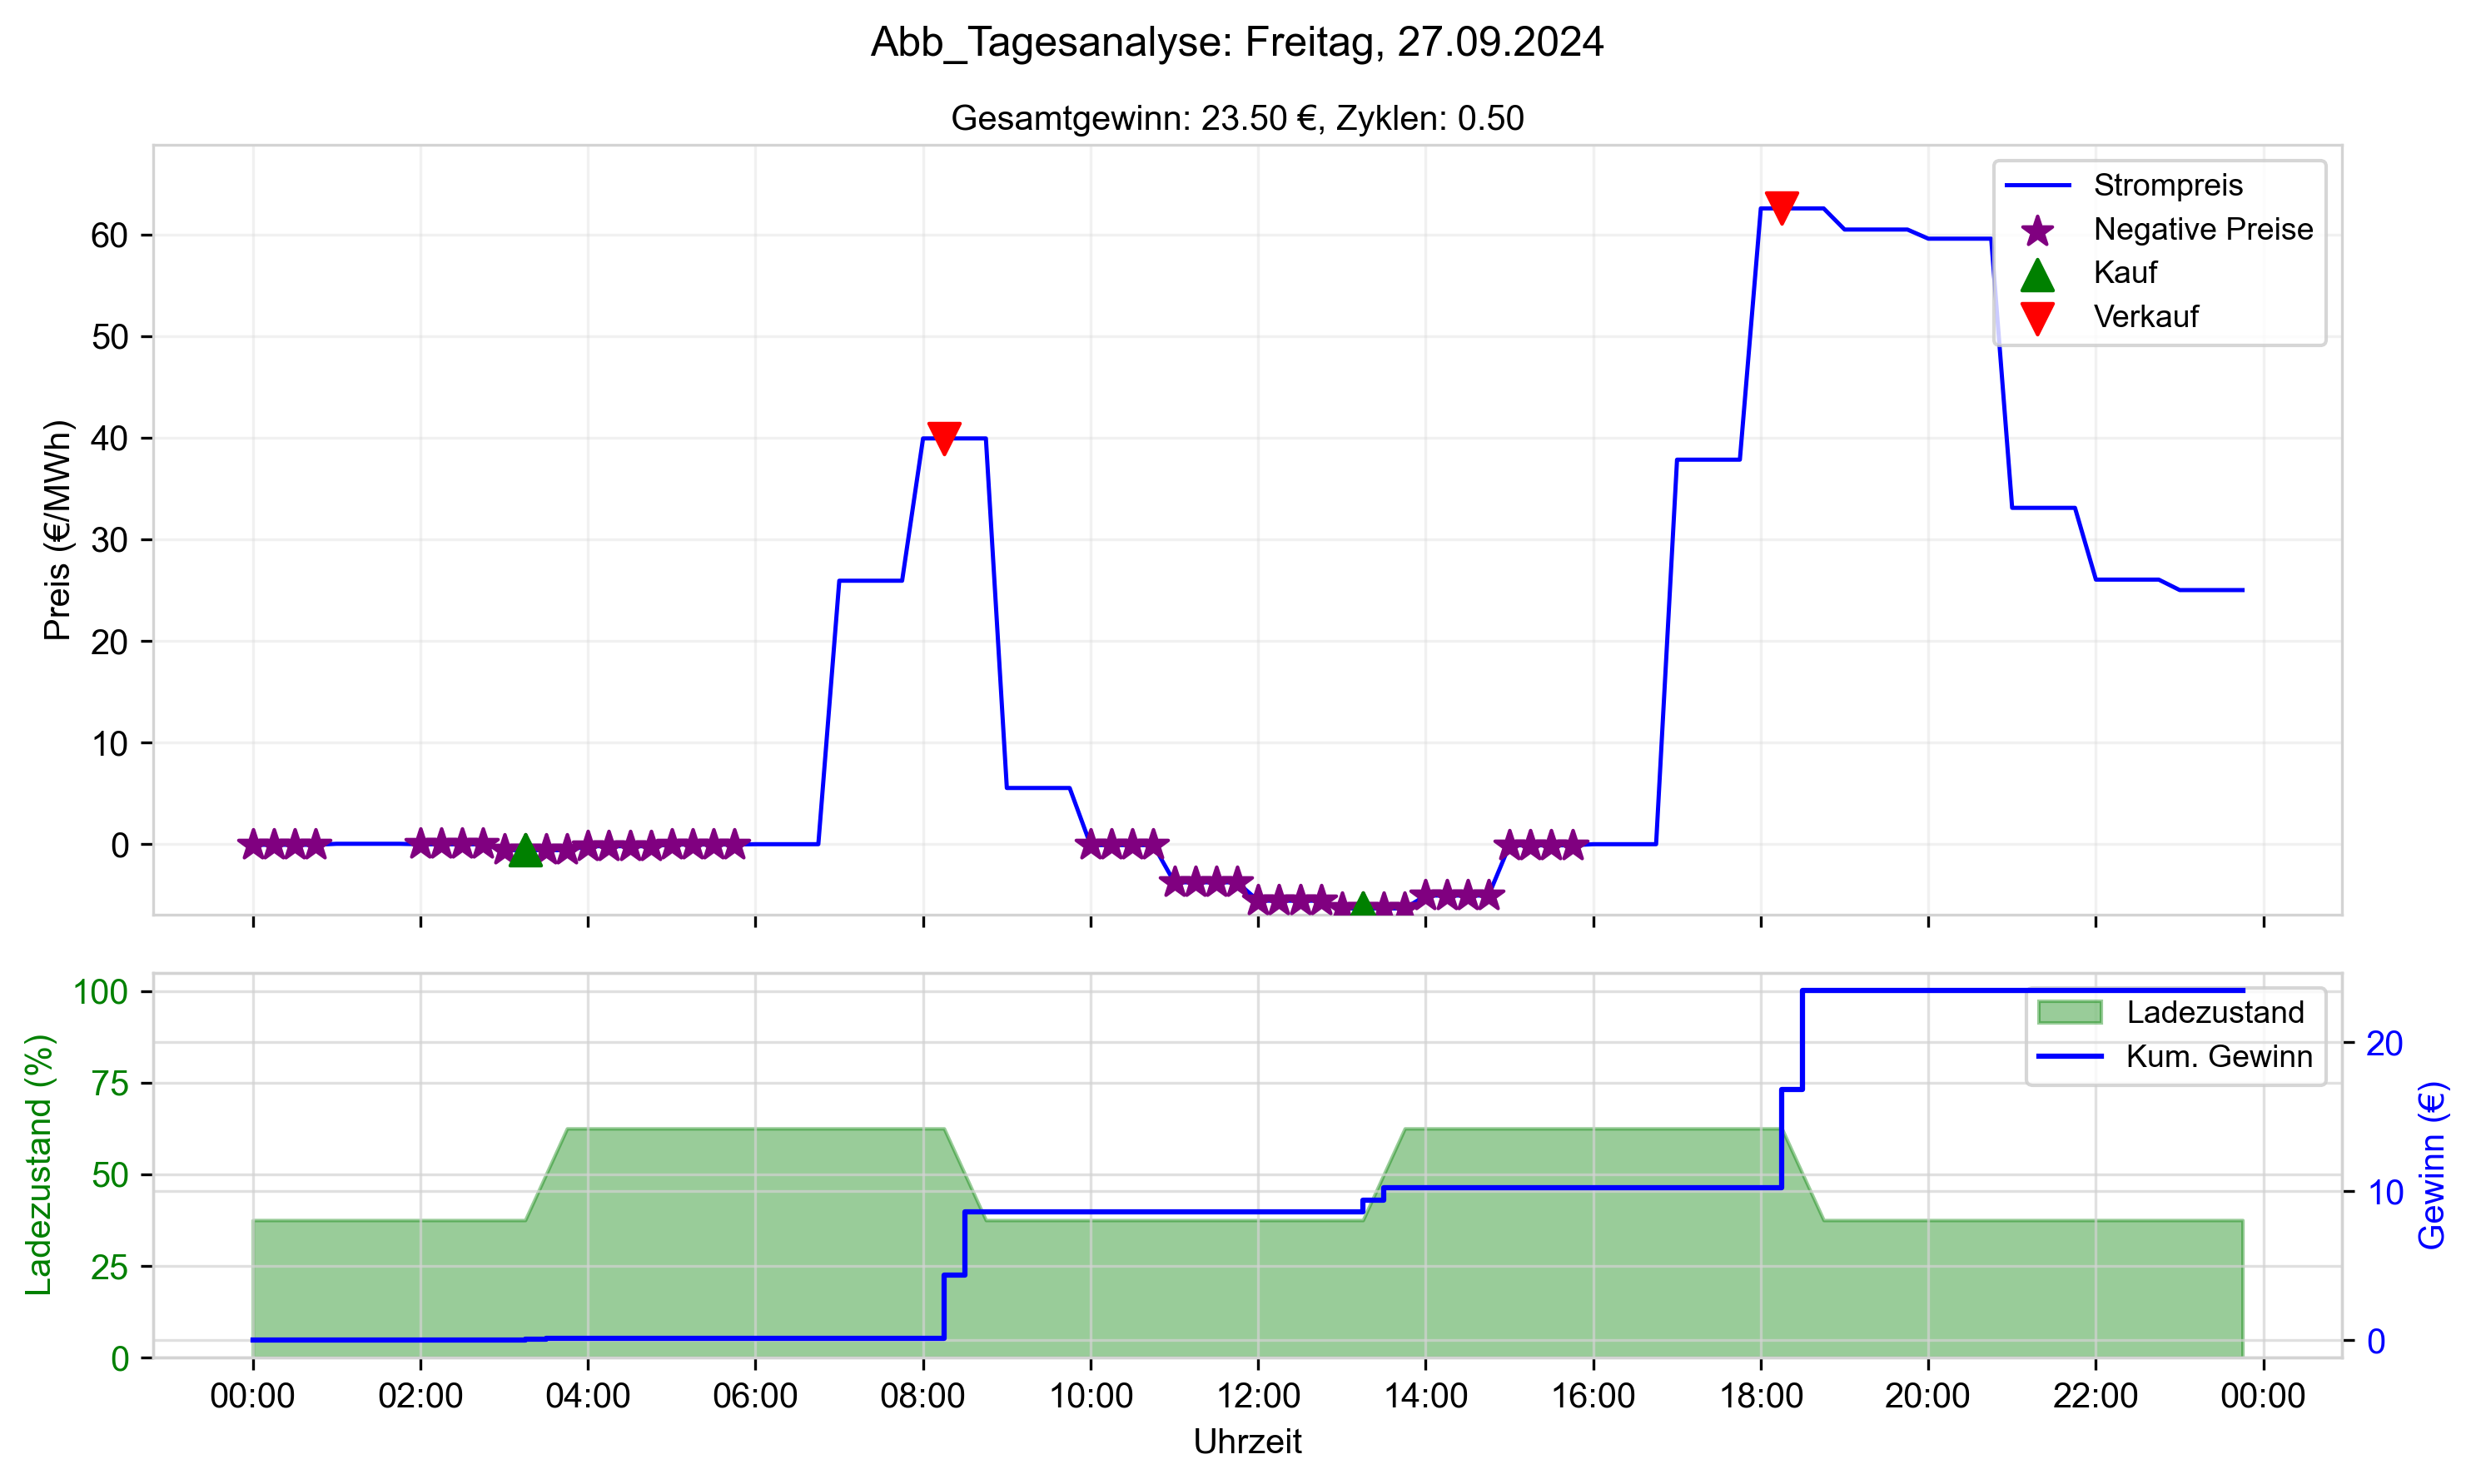 Abb_Tagesanalyse: Freitag, 27.09.2024
Gesamtgewinn: 23.50 €, Zyklen: 0.50
Preis (€/MWh)
60
50
40
30
20
10
0
Strompreis
Negative Preise
Kauf
Verkauf
Ladezustand (%)
100
75
50
25
0
Ladezustand
Kum. Gewinn
20
10
0
Gewinn (€)
00:00 02:00 04:00 06:00 08:00 10:00 12:00 14:00 16:00 18:00 20:00 22:00 00:00
Uhrzeit